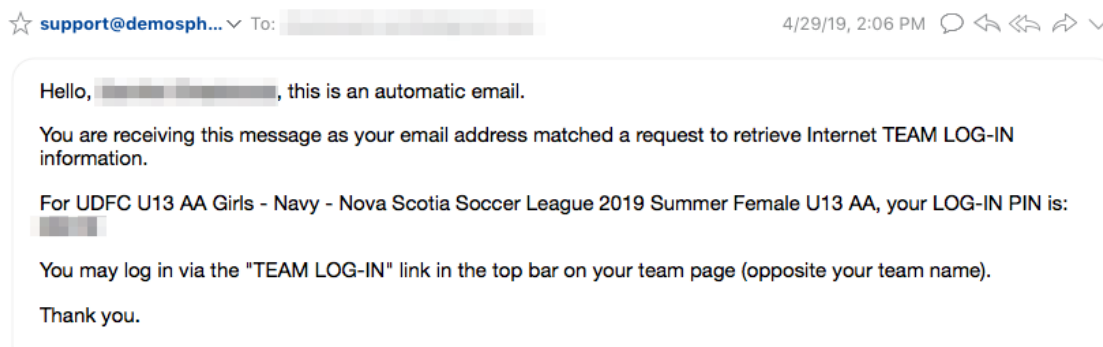 support@demosph... To: 4/29/19, 2:06 PM
Hello, , this is an automatic email.
You are receiving this message as your email address matched a request to retrieve Internet TEAM LOG-IN
information.
For UDFC U13 AA Girls - Navy - Nova Scotia Soccer League 2019 Summer Female U13 AA, your LOG-IN PIN is:
You may log in via the "TEAM LOG-IN" link in the top bar on your team page (opposite your team name).
Thank you.